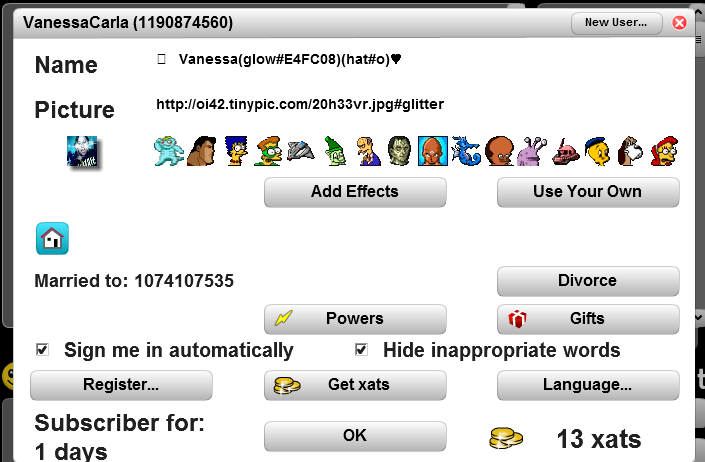 VanessaCarla (1190874560)
New User...
Name
Vanessa(glow#E4FC08)(hat#o)♥
Picture
http://oi42.tinypic.com/20h33vr.jpg#glitter
Add Effects
Use Your Own
Married to: 1074107535
Divorce
Powers
Gifts
Sign me in automatically
Hide inappropriate words
Register...
Get xats
Language...
Subscriber for:
1 days
OK
13 xats